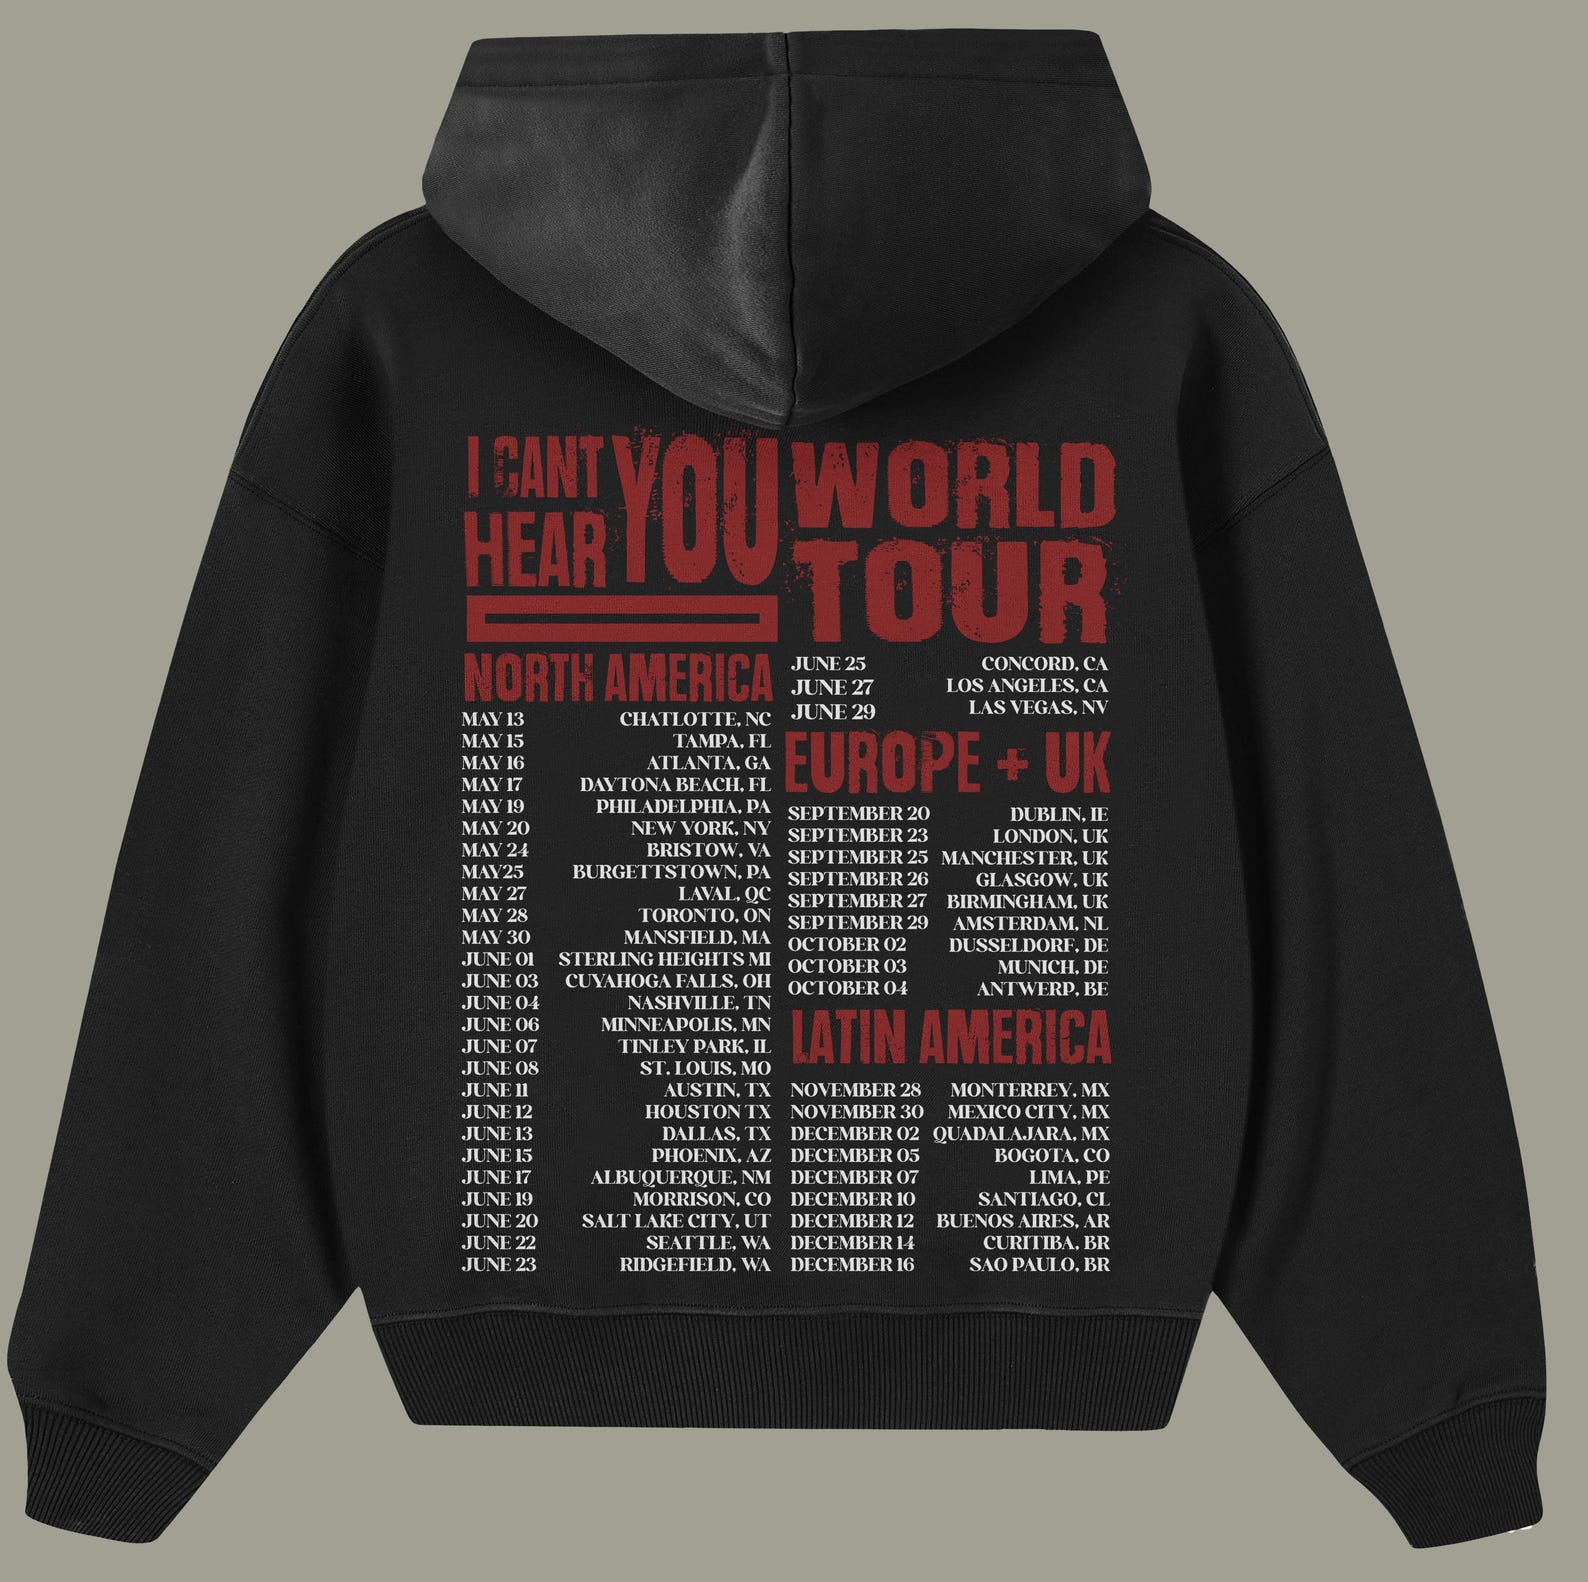 I CANT
HEAR YOU
WORLD
TOUR
NORTH AMERICA
MAY 13 CHATLOTTE, NC
MAY 15 TAMPA, FL
MAY 16 ATLANTA, GA
MAY 17 DAYTONA BEACH, FL
MAY 19 PHILADELPHIA, PA
MAY 20 NEW YORK, NY
MAY 24 BRISTOW, VA
MAY25 BURGETTSTOWN, PA
MAY 27 LAVAL, QC
MAY 28 TORONTO, ON
MAY 30 MANSFIELD, MA
JUNE 01 STERLING HEIGHTS MI
JUNE 03 CUYAHOGA FALLS, OH
JUNE 04 NASHVILLE, TN
JUNE 06 MINNEAPOLIS, MN
JUNE 07 TINLEY PARK, IL
JUNE 08 ST. LOUIS, MO
JUNE 11 AUSTIN, TX
JUNE 12 HOUSTON TX
JUNE 13 DALLAS, TX
JUNE 15 PHOENIX, AZ
JUNE 17 ALBUQUERQUE, NM
JUNE 19 MORRISON, CO
JUNE 20 SALT LAKE CITY, UT
JUNE 22 SEATTLE, WA
JUNE 23 RIDGEFIELD, WA
JUNE 25 CONCORD, CA
JUNE 27 LOS ANGELES, CA
JUNE 29 LAS VEGAS, NV
EUROPE + UK
SEPTEMBER 20 DUBLIN, IE
SEPTEMBER 23 LONDON, UK
SEPTEMBER 25 MANCHESTER, UK
SEPTEMBER 26 GLASGOW, UK
SEPTEMBER 27 BIRMINGHAM, UK
SEPTEMBER 29 AMSTERDAM, NL
OCTOBER 02 DUSSELDORF, DE
OCTOBER 03 MUNICH, DE
OCTOBER 04 ANTWERP, BE
LATIN AMERICA
NOVEMBER 28 MONTERREY, MX
NOVEMBER 30 MEXICO CITY, MX
DECEMBER 02 QUADALAJARA, MX
DECEMBER 05 BOGOTA, CO
DECEMBER 07 LIMA, PE
DECEMBER 10 SANTIAGO, CL
DECEMBER 12 BUENOS AIRES, AR
DECEMBER 14 CURITIBA, BR
DECEMBER 16 SAO PAULO, BR